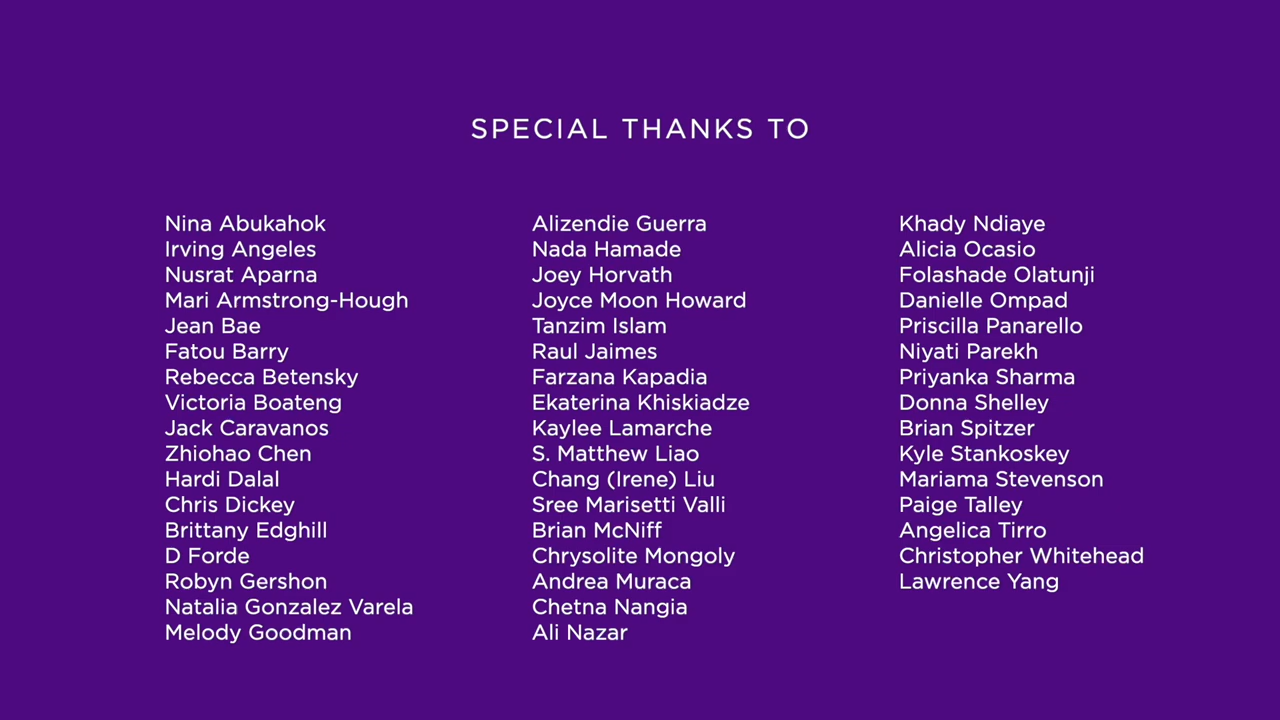 SPECIAL THANKS TO
Nina Abukahok
Irving Angeles
Nusrat Aparna
Mari Armstrong-Hough
Jean Bae
Fatou Barry
Rebecca Betensky
Victoria Boateng
Jack Caravanos
Zhiohao Chen
Hardi Dalal
Chris Dickey
Brittany Edghill
D Forde
Robyn Gershon
Natalia Gonzalez Varela
Melody Goodman
Alizendie Guerra
Nada Hamade
Joey Horvath
Joyce Moon Howard
Tanzim Islam
Raul Jaimes
Farzana Kapadia
Ekaterina Khiskiadze
Kaylee Lamarche
S. Matthew Liao
Chang (Irene) Liu
Sree Marisetti Valli
Brian McNiff
Chrysolite Mongoly
Andrea Muraca
Chetna Nangia
Ali Nazar
Khady Ndiaye
Alicia Ocasio
Folashade Olatunji
Danielle Ompad
Priscilla Panarello
Niyati Parekh
Priyanka Sharma
Donna Shelley
Brian Spitzer
Kyle Stankoskey
Mariama Stevenson
Paige Talley
Angelica Tirro
Christopher Whitehead
Lawrence Yang